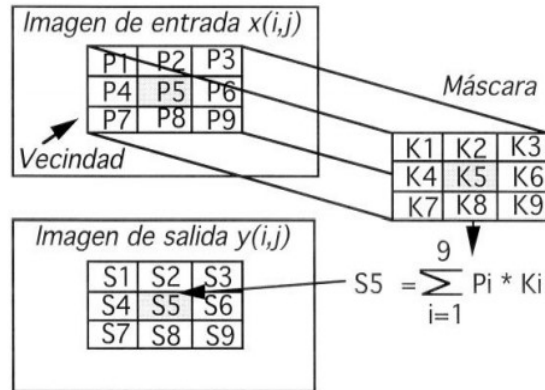 Imagen de entrada x(i,j)
P1 P2 P3
P4 P5 P6
P7 P8 P9
Vecindad
Máscara
K1 K2 K3
K4 K5 K6
K7 K8 K9
Imagen de salida y(i,j)
S1 S2 S3
S4 S5 S6
S7 S8 S9
9
S5 = ∑ Pi * Ki
i=1